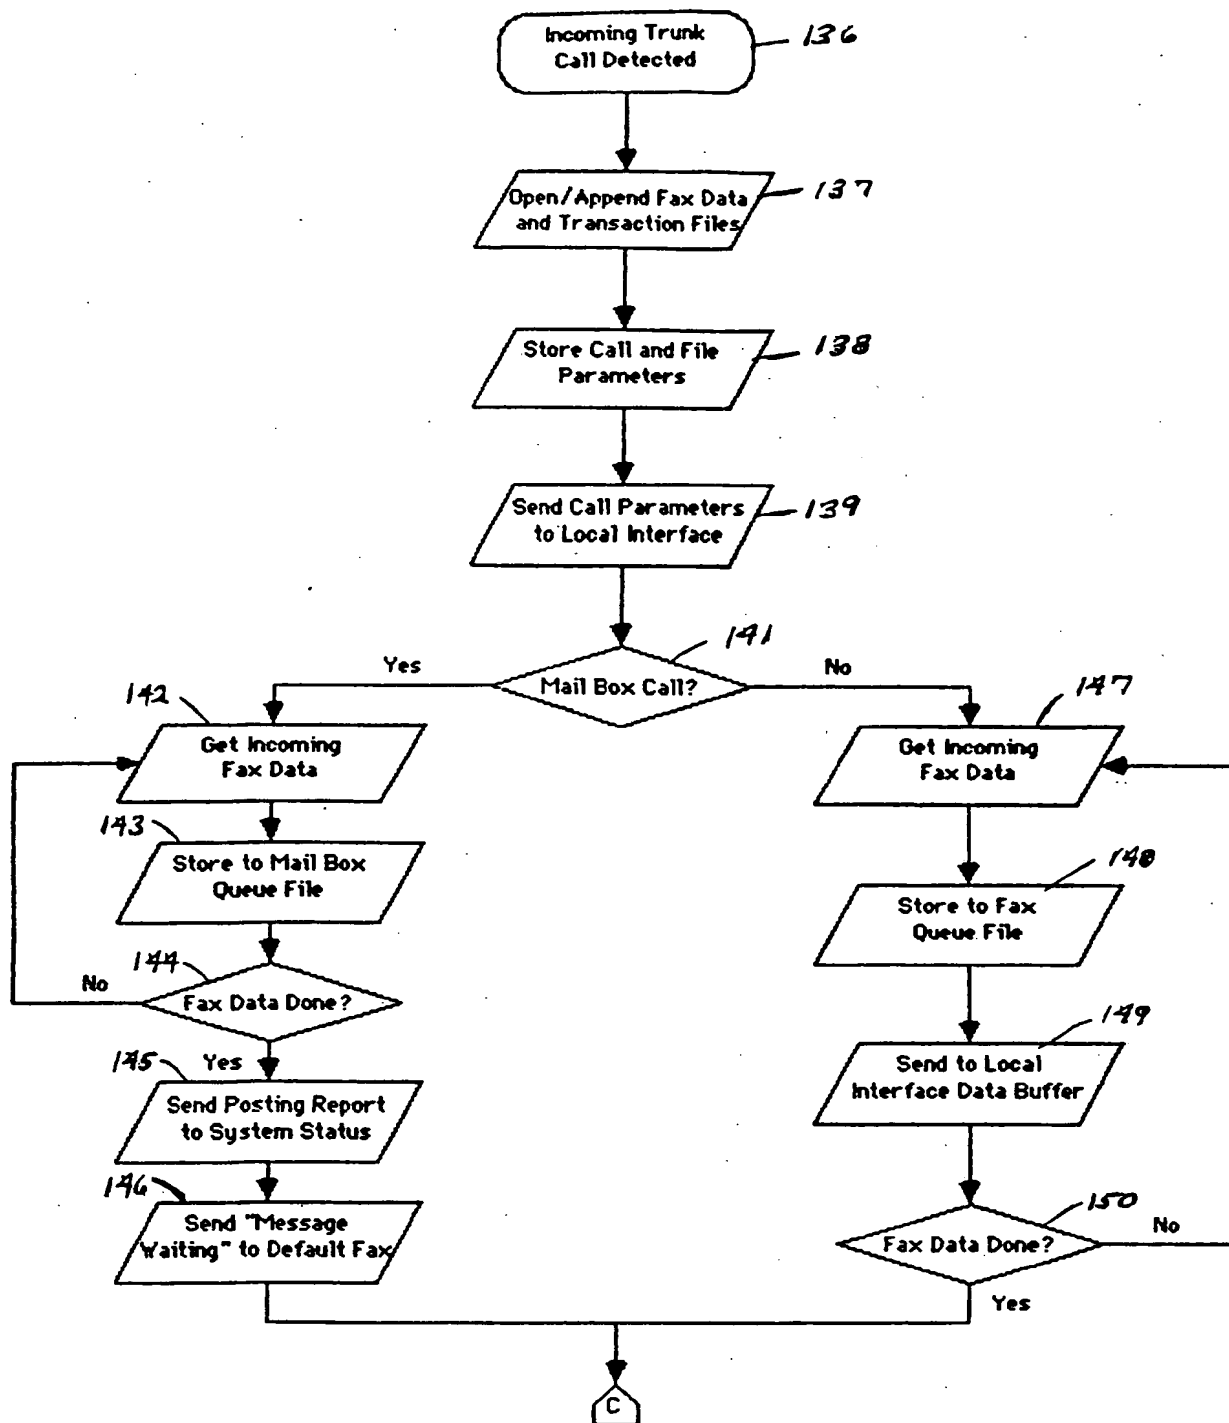 Incoming Trunk
Call Detected
136
Open/Append Fax Data
and Transaction Files
137
Store Call and File
Parameters
138
Send Call Parameters
to Local Interface
139
Mail Box Call?
141
Yes
No
142
Get Incoming
Fax Data
143
Store to Mail Box
Queue File
144
Fax Data Done?
No
Yes
145
Send Posting Report
to System Status
146
Send "Message
Waiting" to Default Fax
147
Get Incoming
Fax Data
148
Store to Fax
Queue File
149
Send to Local
Interface Data Buffer
150
Fax Data Done?
No
Yes
C